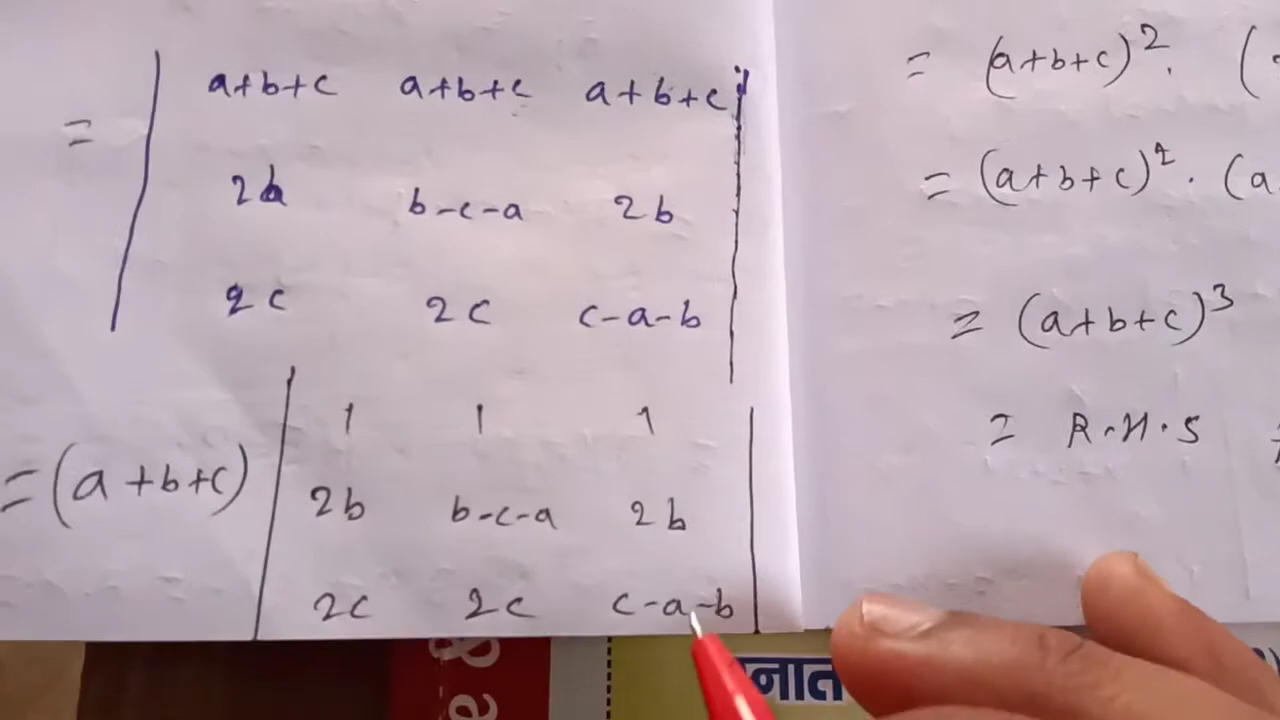 a+b+c a+b+c a+b+c
= 2b b-c-a 2b
2c 2c c-a-b
1 1 1
=(a+b+c) 2b b-c-a 2b
2c 2c c-a-b
= (a+b+c)². (
= (a+b+c)². (a
= (a+b+c)³
= R.H.S
नात